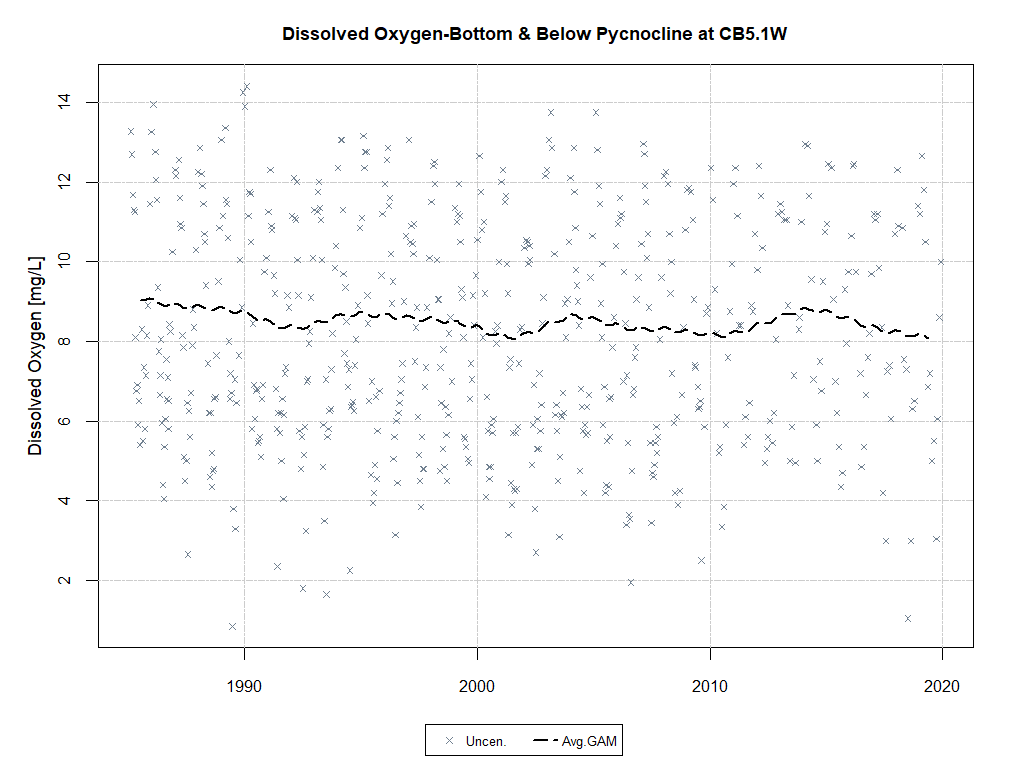 Dissolved Oxygen-Bottom & Below Pycnocline at CB5.1W
Dissolved Oxygen [mg/L]
14
12
10
8
6
4
2
1990 2000 2010 2020
Uncen. Avg.GAM